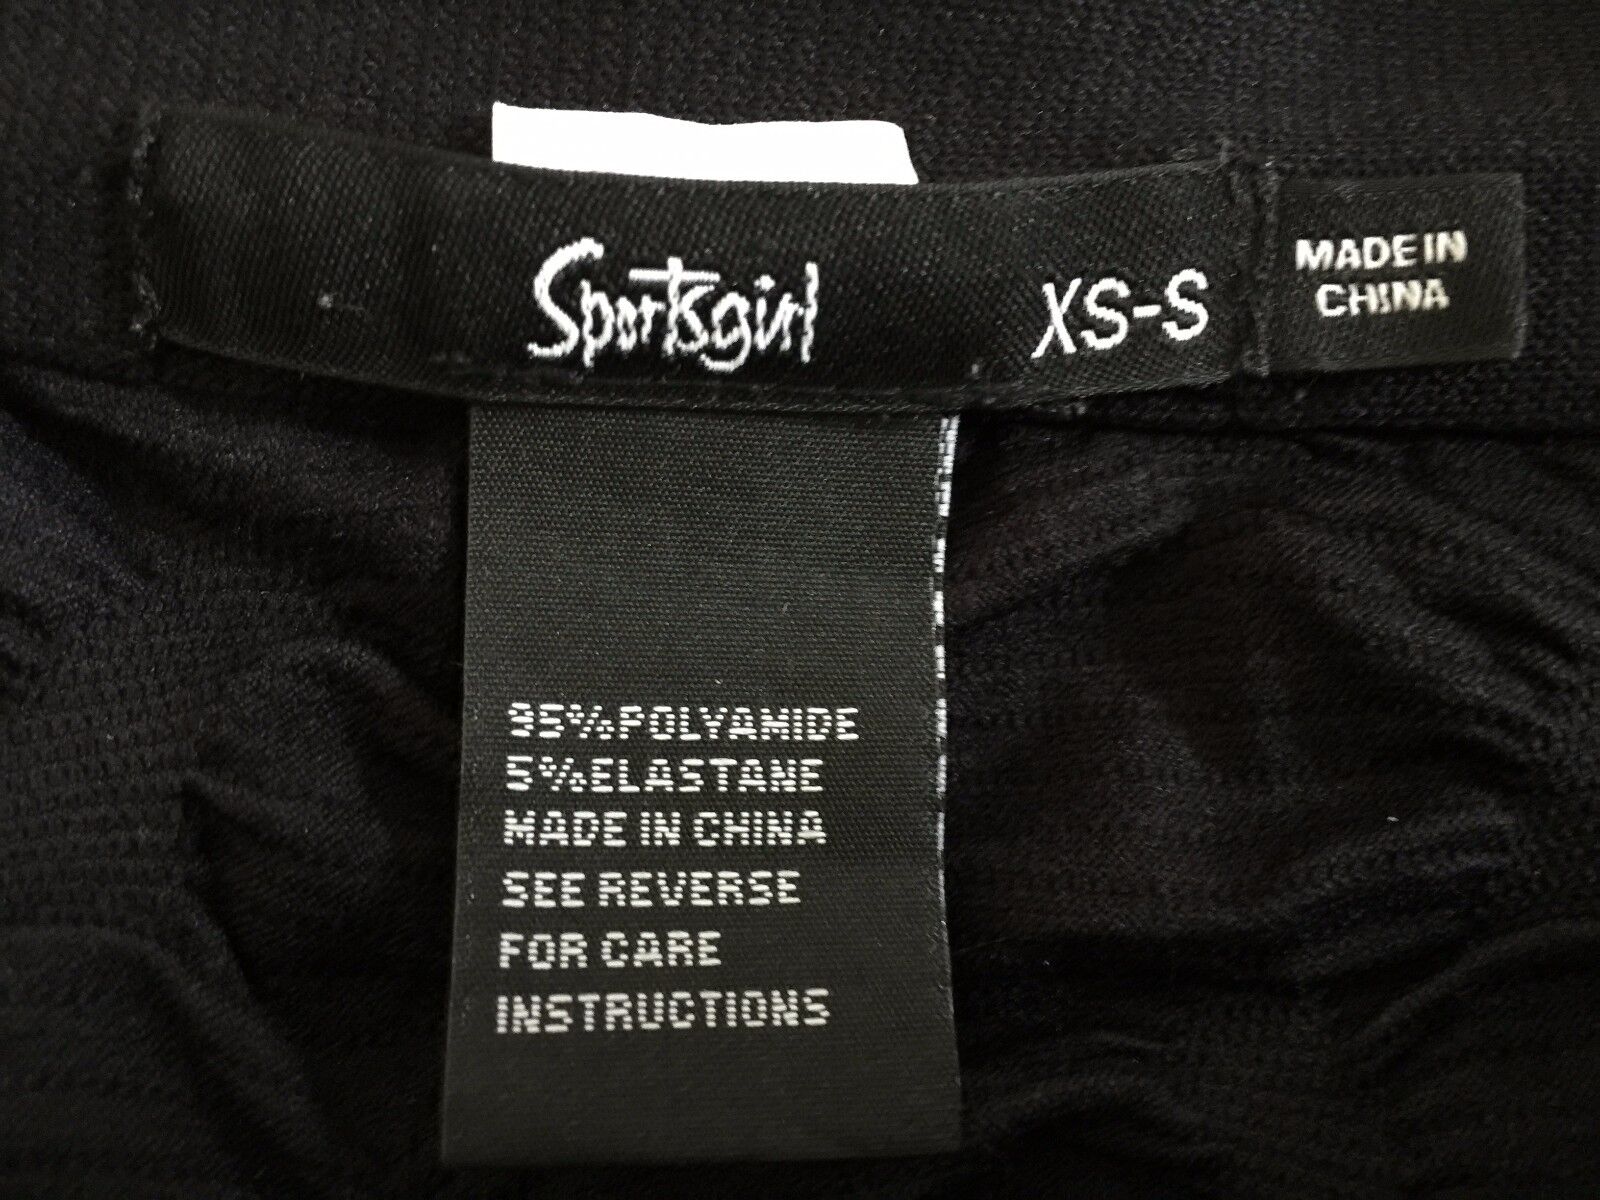 Sportsgirl XS-S
MADE IN
CHINA
95%POLYAMIDE
5%ELASTANE
MADE IN CHINA
SEE REVERSE
FOR CARE
INSTRUCTIONS